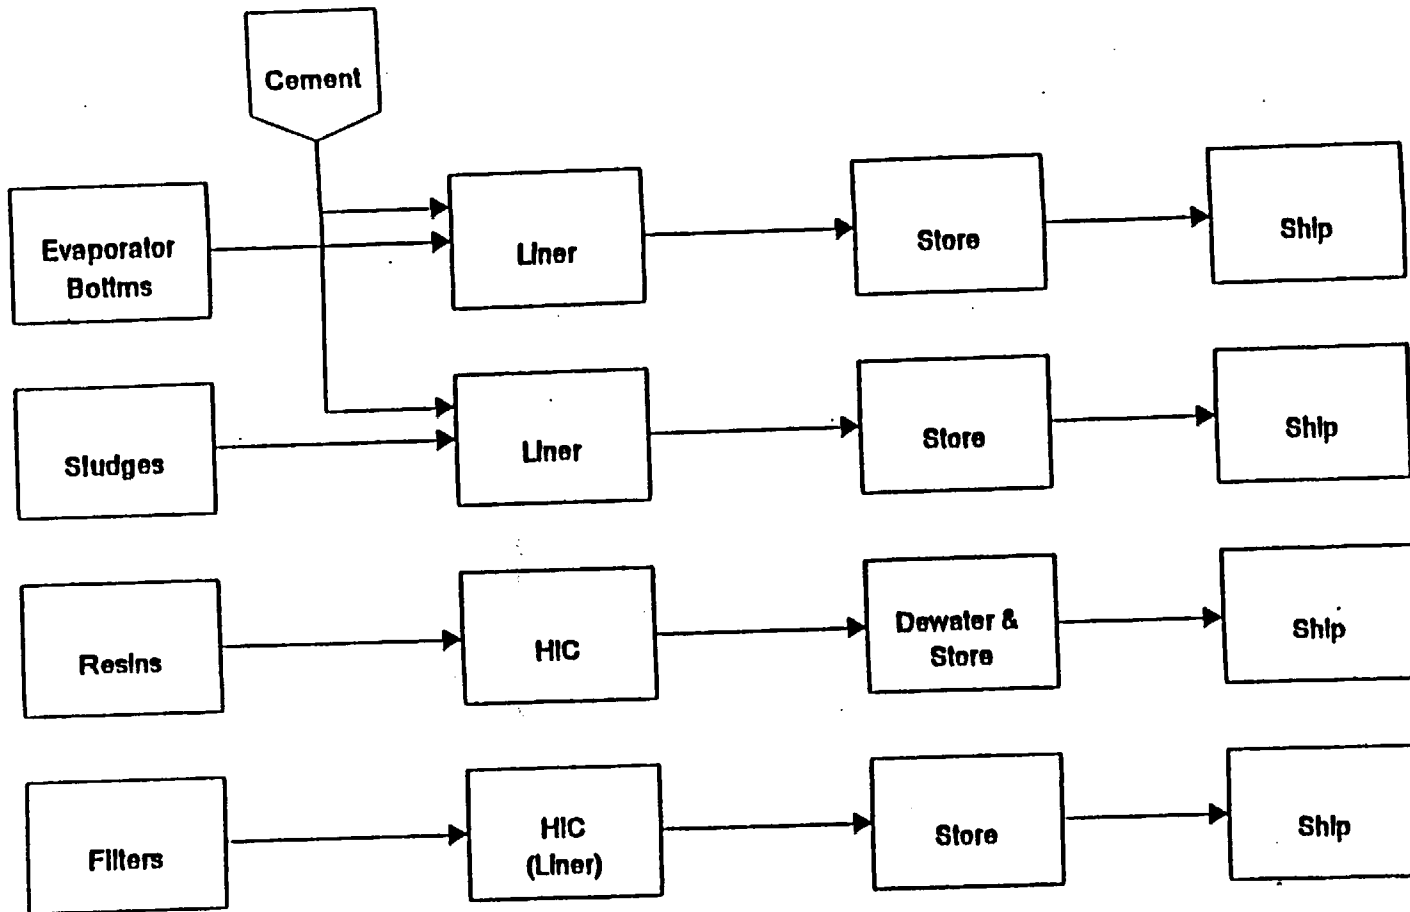 Cement
Evaporator
Bottms
Liner
Store
Ship
Sludges
Liner
Store
Ship
Resins
HIC
Dewater &
Store
Ship
Filters
HIC
(Liner)
Store
Ship